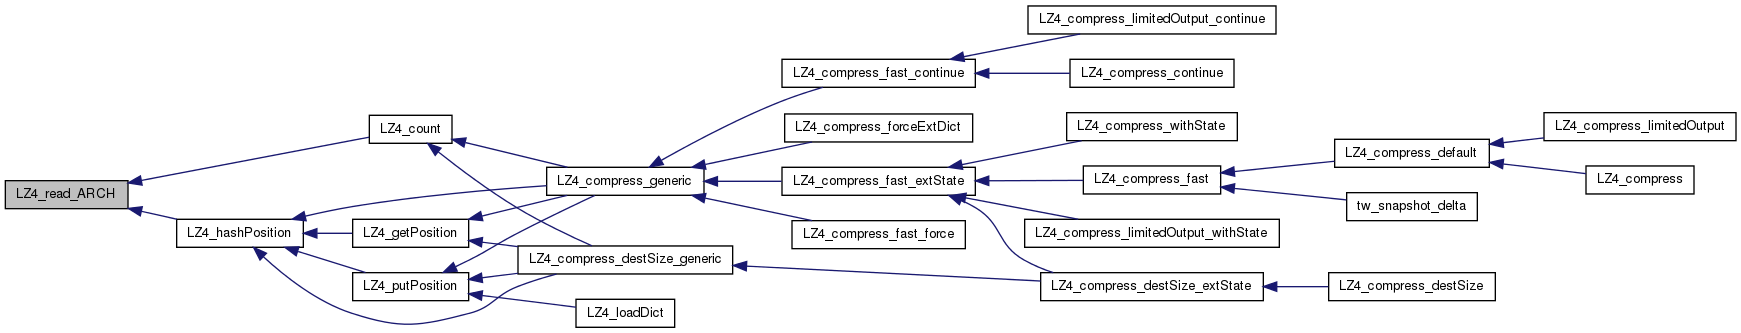 LZ4_read_ARCH
LZ4_count
LZ4_hashPosition
LZ4_getPosition
LZ4_putPosition
LZ4_compress_generic
LZ4_compress_destSize_generic
LZ4_loadDict
LZ4_compress_fast_continue
LZ4_compress_forceExtDict
LZ4_compress_fast_extState
LZ4_compress_fast_force
LZ4_compress_limitedOutput_continue
LZ4_compress_continue
LZ4_compress_withState
LZ4_compress_fast
LZ4_compress_limitedOutput_withState
LZ4_compress_destSize_extState
LZ4_compress_default
tw_snapshot_delta
LZ4_compress_destSize
LZ4_compress_limitedOutput
LZ4_compress